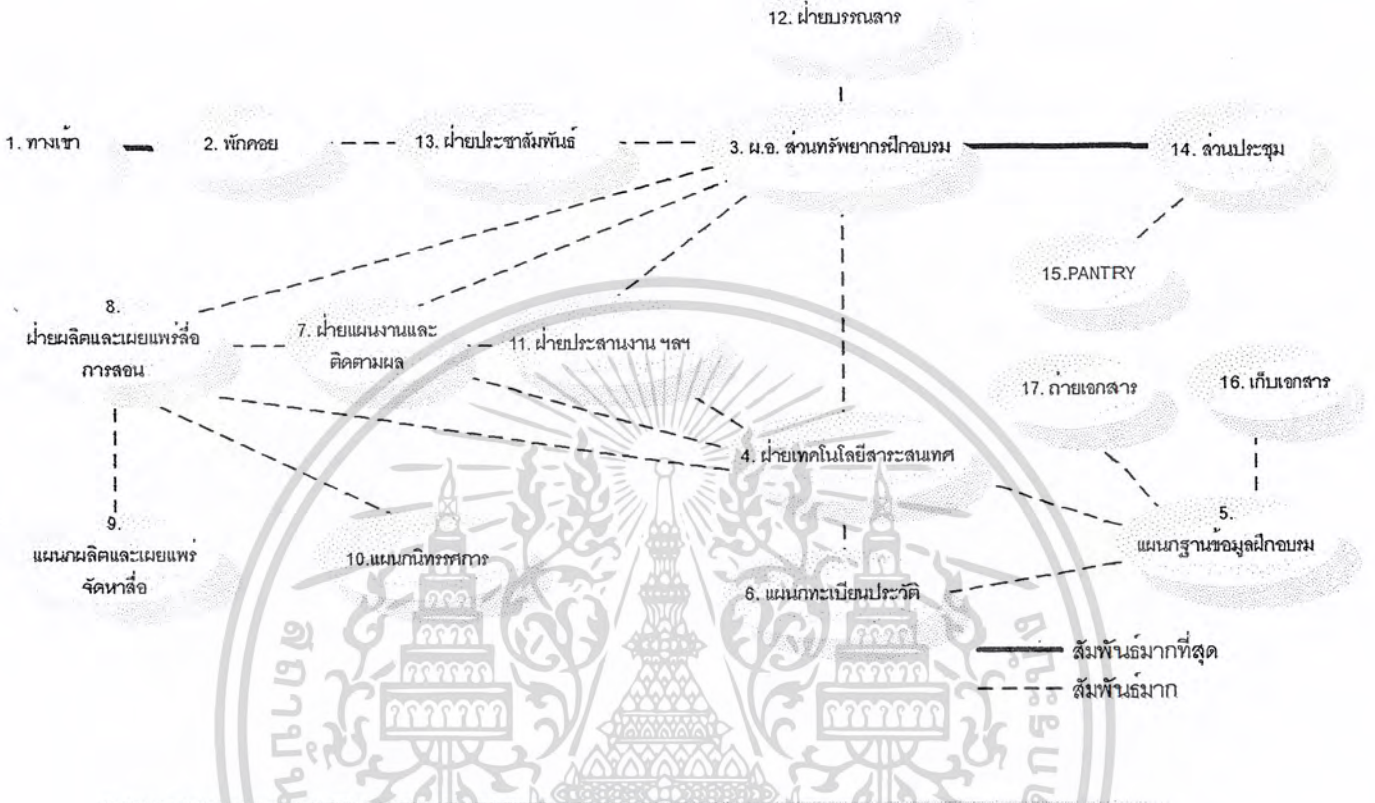 12. ฝ่ายบรรณสาร
1. ทางเข้า
2. พักคอย
13. ฝ่ายประชาสัมพันธ์
3. ผ.อ. ส่วนทรัพยากรฝึกอบรม
14. ส่วนประชุม
15.PANTRY
8.
ฝ่ายผลิตและเผยแพร่สื่อ
การสอน
7. ฝ่ายแผนงานและ
ติดตามผล
11. ฝ่ายประสานงาน ฯลฯ
17. ถ่ายเอกสาร
16. เก็บเอกสาร
4. ฝ่ายเทคโนโลยีสาระสนเทศ
5.
แผนกฐานข้อมูลฝึกอบรม
9.
แผนกผลิตและเผยแพร่
จัดหาสื่อ
10.แผนกนิทรรศการ
6. แผนกทะเบียนประวัติ
สัมพันธ์มากที่สุด
สัมพันธ์มาก